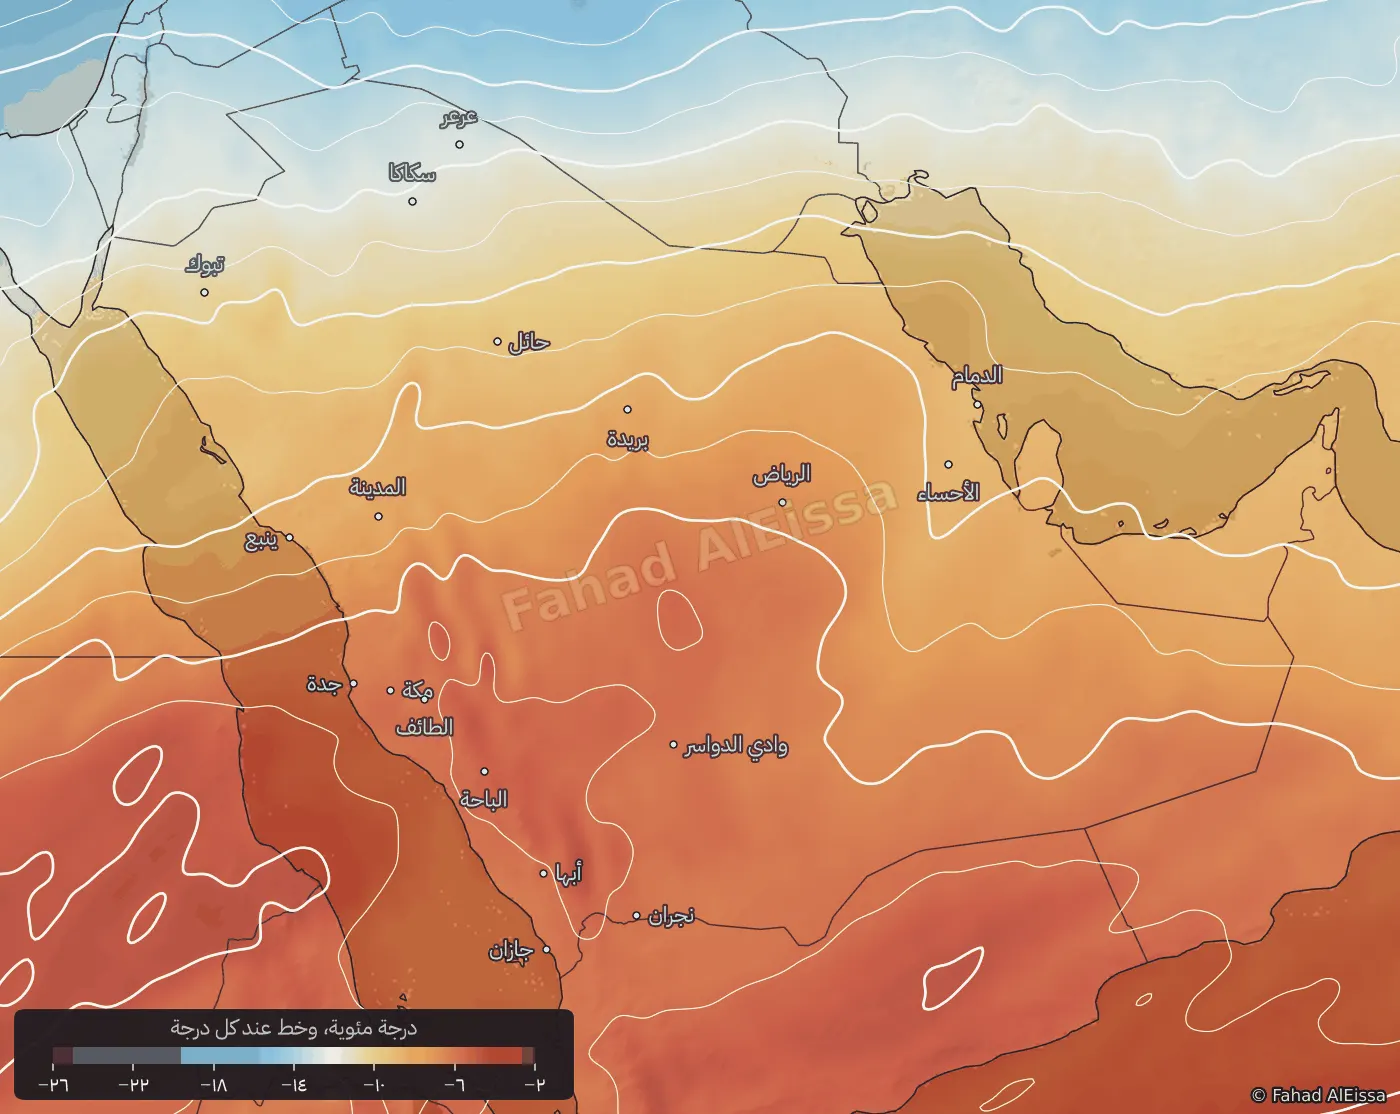 عرعر
سكاكا
تبوك
حائل
الدمام
بريدة
الرياض
المدينة
الأحساء
ينبع
Fahad AlEissa
جدة
مكة
الطائف
وادي الدواسر
الباحة
أبها
نجران
جازان
درجة مئوية، وخط عند كل درجة
−٢٦ −٢٢ −١٨ −١٤ −١٠ −٦ −٢
© Fahad AlEissa